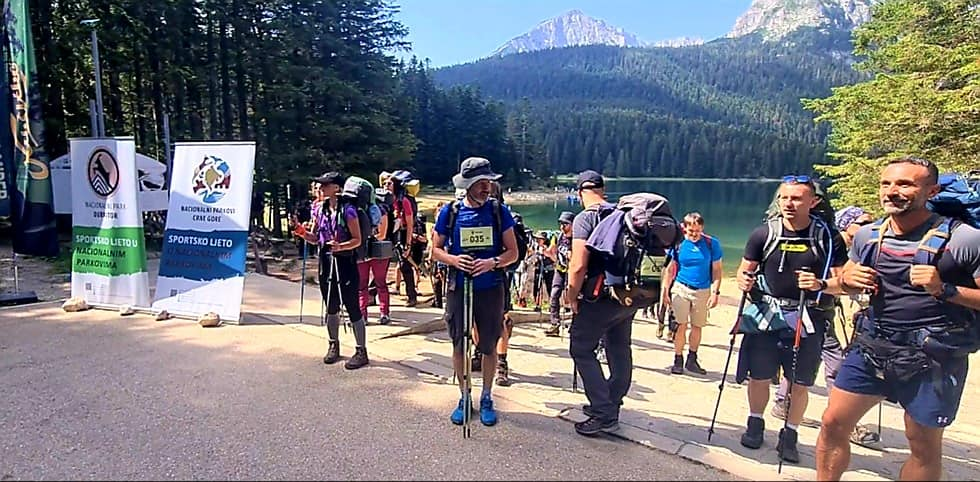 NACIONALNI PARK
DURMITOR
SPORTSKO LJETO U
NACIONALNIM
PARKOVIMA
NACIONALNI PARKOVI
CRNE GORE
SPORTSKO LJETO
U NACIONALNIM
PARKOVIMA
035